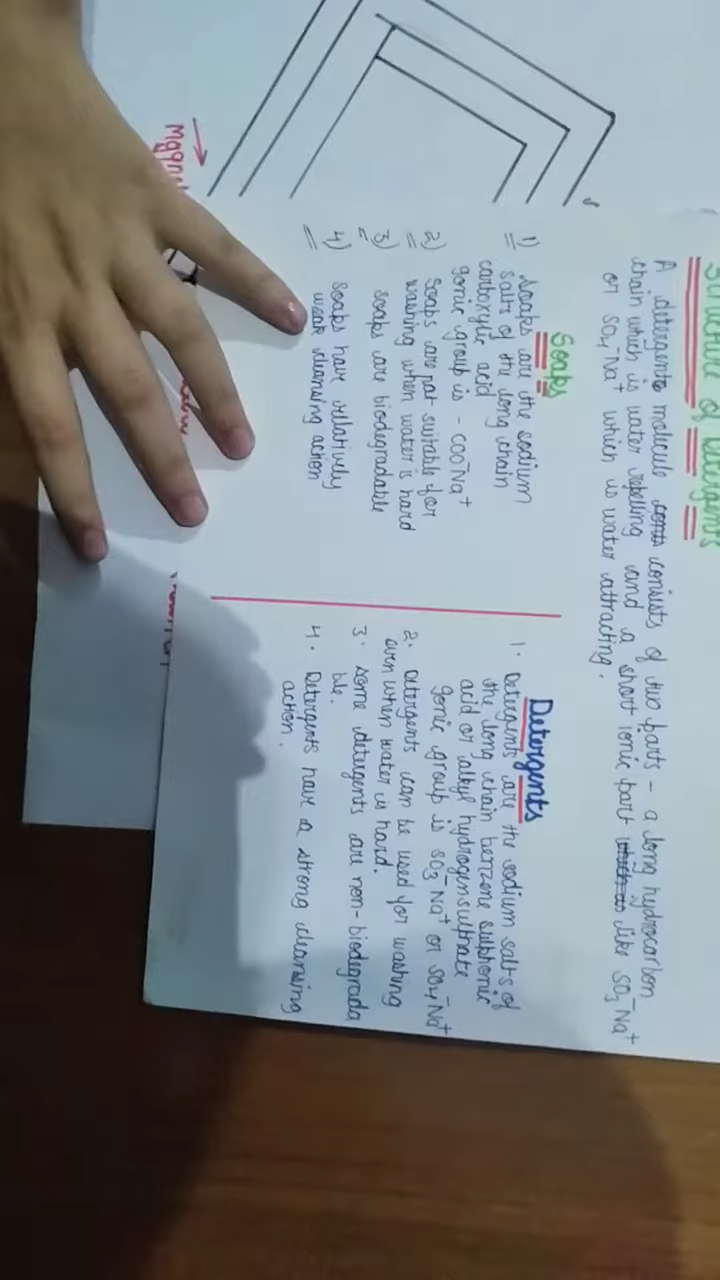 Structure of Detergents
A detergent molecule consists of two parts - a long hydrocarbon
chain which is water repelling and a short ionic part like SO3⁻Na⁺
or SO4⁻Na⁺ which is water attracting.
Soaps
1) Soaps are the sodium
salts of the long chain
carboxylic acid
Ionic group is - COO⁻Na⁺
2) Soaps are not suitable for
washing when water is hard
3) soaps are biodegradable
4) Soaps have relatively
weak cleansing action
Detergents
1. Detergents are the sodium salts of
the long chain benzene sulphonic
acid or alkyl hydrogensulphate
Ionic group is SO3⁻Na⁺ or SO4⁻Na⁺
2. Detergents can be used for washing
even when water is hard.
3. some detergents are non-biodegrada
ble.
4. Detergents have a strong cleansing
action.